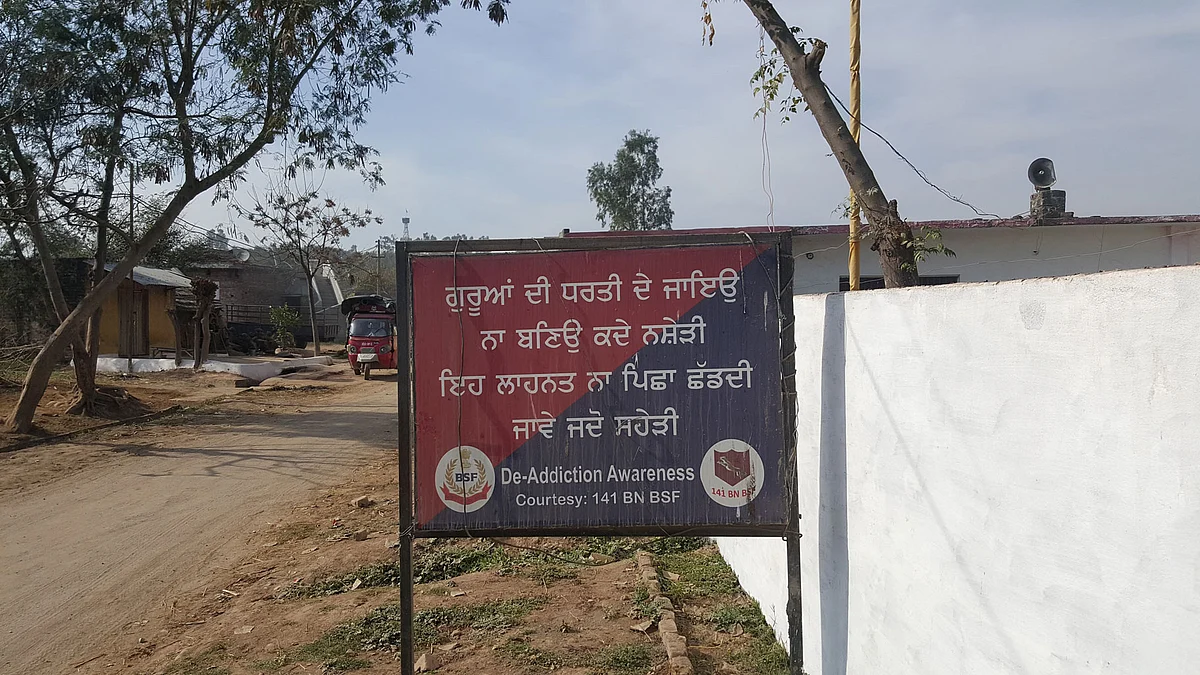 ਗੁਰੂਆਂ ਦੀ ਧਰਤੀ ਦੇ ਜਾਇਉ
ਨਾ ਬਣਿਉ ਕਦੇ ਨਸ਼ੇੜੀ
ਇਹ ਲਾਹਨਤ ਨਾ ਪਿਛਾ ਛੱਡਦੀ
ਜਾਵੇ ਜਦੋ ਸਹੇੜੀ
BSF
De-Addiction Awareness
Courtesy: 141 BN BSF
141 BN BSF